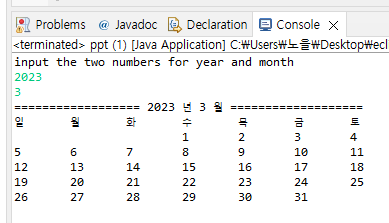 Problems @ Javadoc Declaration Console
<terminated> ppt (1) [Java Application] C:₩Users₩노을₩Desktop₩ecl
input the two numbers for year and month
2023
3
================== 2023 년 3 월 ===================
일 월 화 수 목 금 토
1 2 3 4
5 6 7 8 9 10 11
12 13 14 15 16 17 18
19 20 21 22 23 24 25
26 27 28 29 30 31